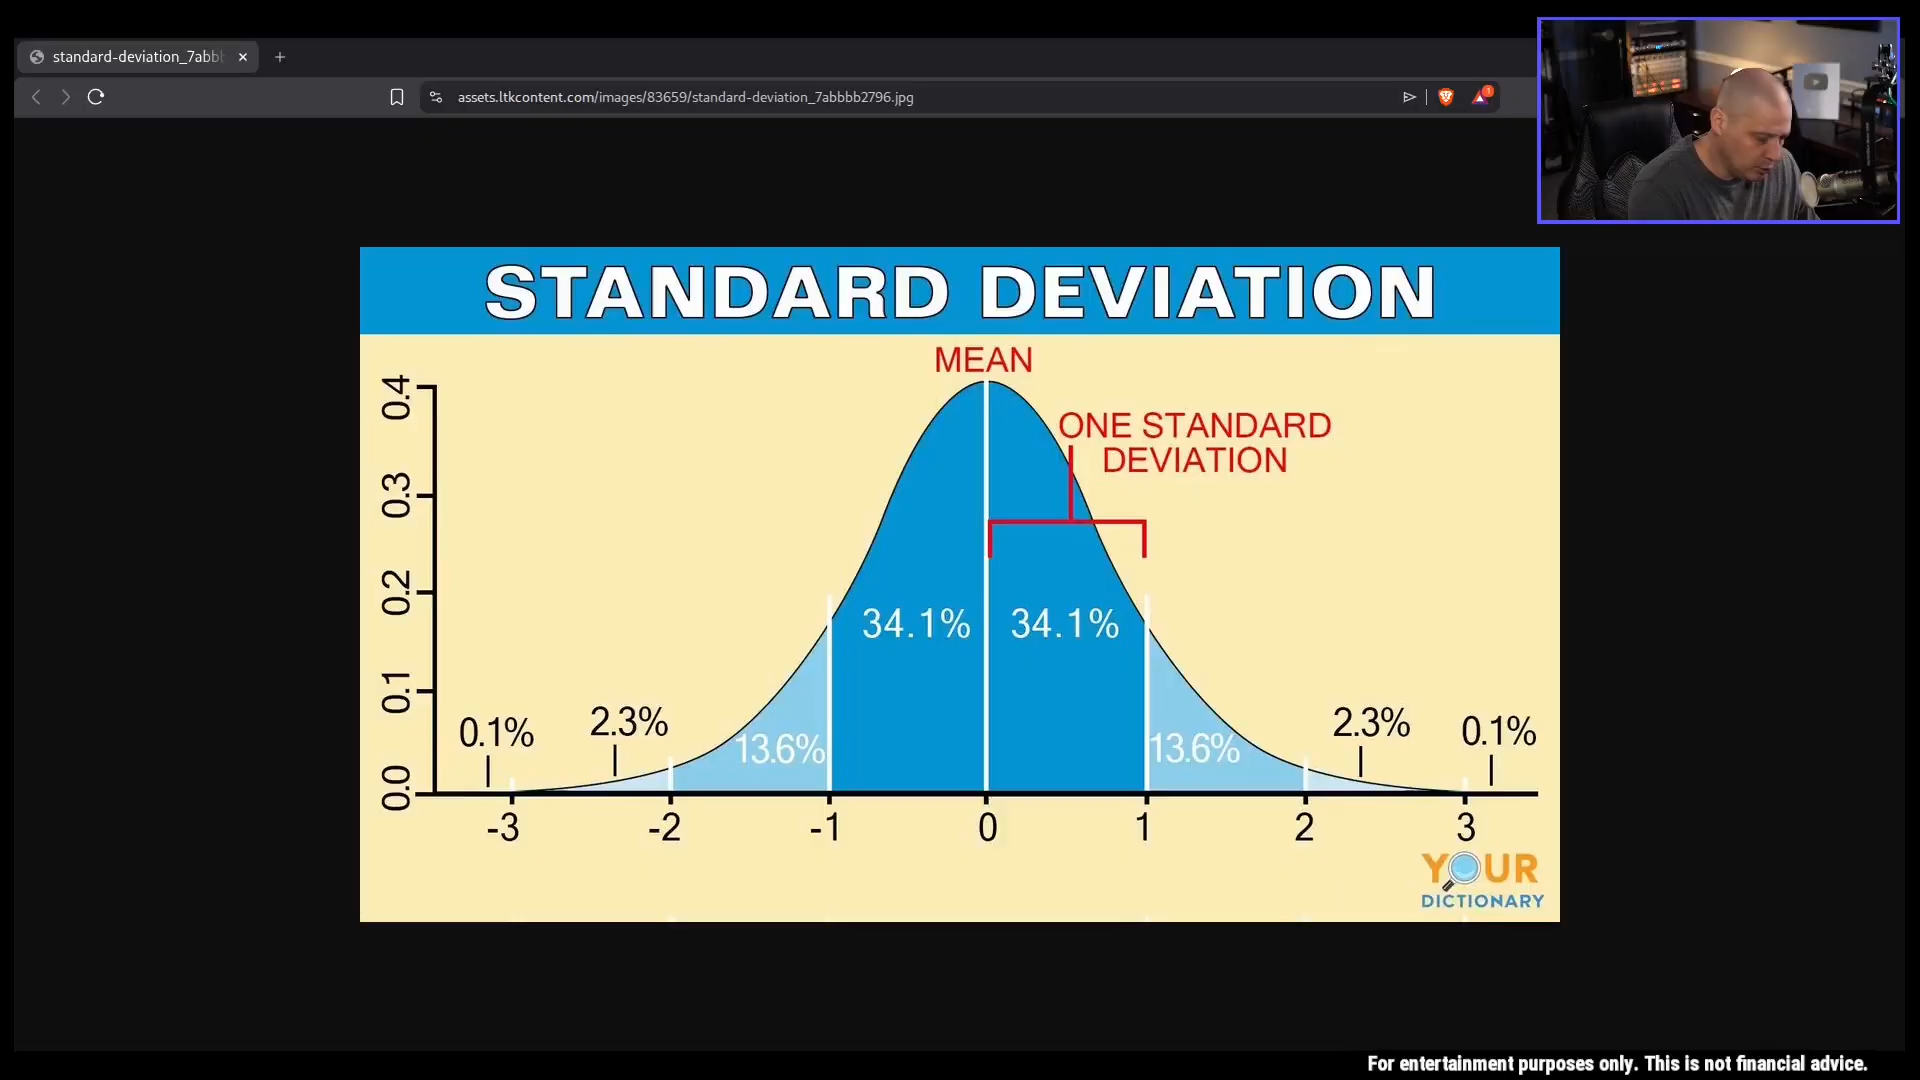 standard-deviation_7abbb
assets.ltkcontent.com/images/83659/standard-deviation_7abbbb2796.jpg
1
STANDARD DEVIATION
MEAN
ONE STANDARD
DEVIATION
0.4
0.3
0.2
0.1
0.0
34.1% 34.1%
0.1% 2.3% 13.6% 13.6% 2.3% 0.1%
-3 -2 -1 0 1 2 3
YOUR
DICTIONARY
For entertainment purposes only. This is not financial advice.